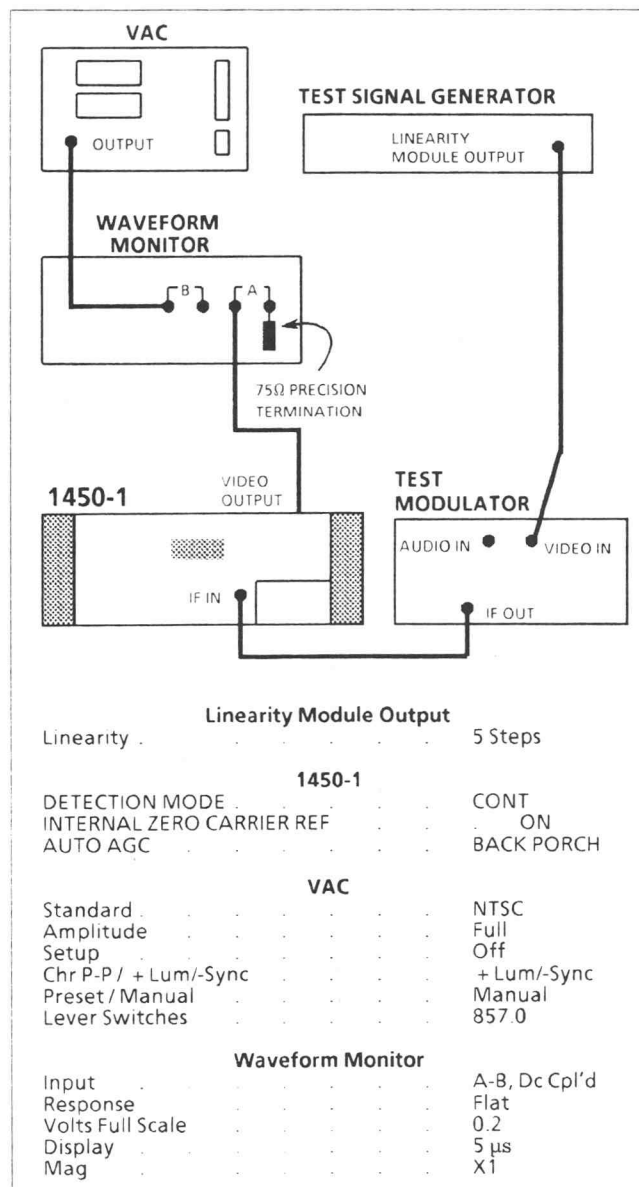 VAC
OUTPUT
TEST SIGNAL GENERATOR
LINEARITY
MODULE OUTPUT
WAVEFORM
MONITOR
B
A
75Ω PRECISION
TERMINATION
1450-1
VIDEO
OUTPUT
IF IN
TEST
MODULATOR
AUDIO IN
VIDEO IN
IF OUT
Linearity Module Output
Linearity . . . . . . . 5 Steps
1450-1
DETECTION MODE . . . . . . CONT
INTERNAL ZERO CARRIER REF . . . ON
AUTO AGC . . . . . . BACK PORCH
VAC
Standard . . . . . . . NTSC
Amplitude . . . . . . Full
Setup . . . . . . . Off
Chr P-P / + Lum/-Sync . . . . + Lum/-Sync
Preset / Manual . . . . . Manual
Lever Switches . . . . . 857.0
Waveform Monitor
Input . . . . . . . A-B, Dc Cpl'd
Response . . . . . . Flat
Volts Full Scale . . . . . 0.2
Display . . . . . . 5 µs
Mag . . . . . . . X1